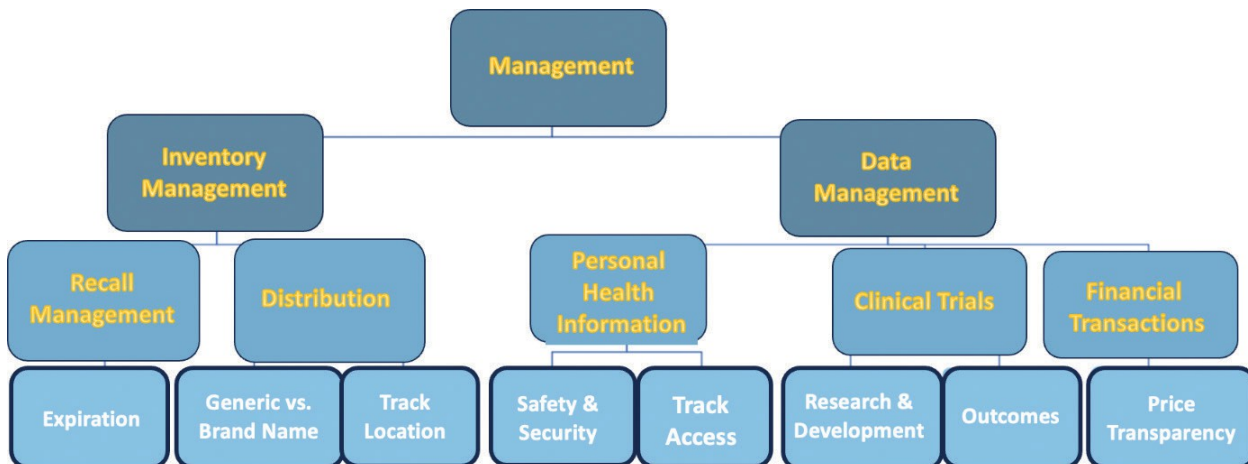 Management
Inventory
Management
Data
Management
Recall
Management
Distribution
Personal
Health
Information
Clinical Trials
Financial
Transactions
Expiration
Generic vs.
Brand Name
Track
Location
Safety &
Security
Track
Access
Research &
Development
Outcomes
Price
Transparency